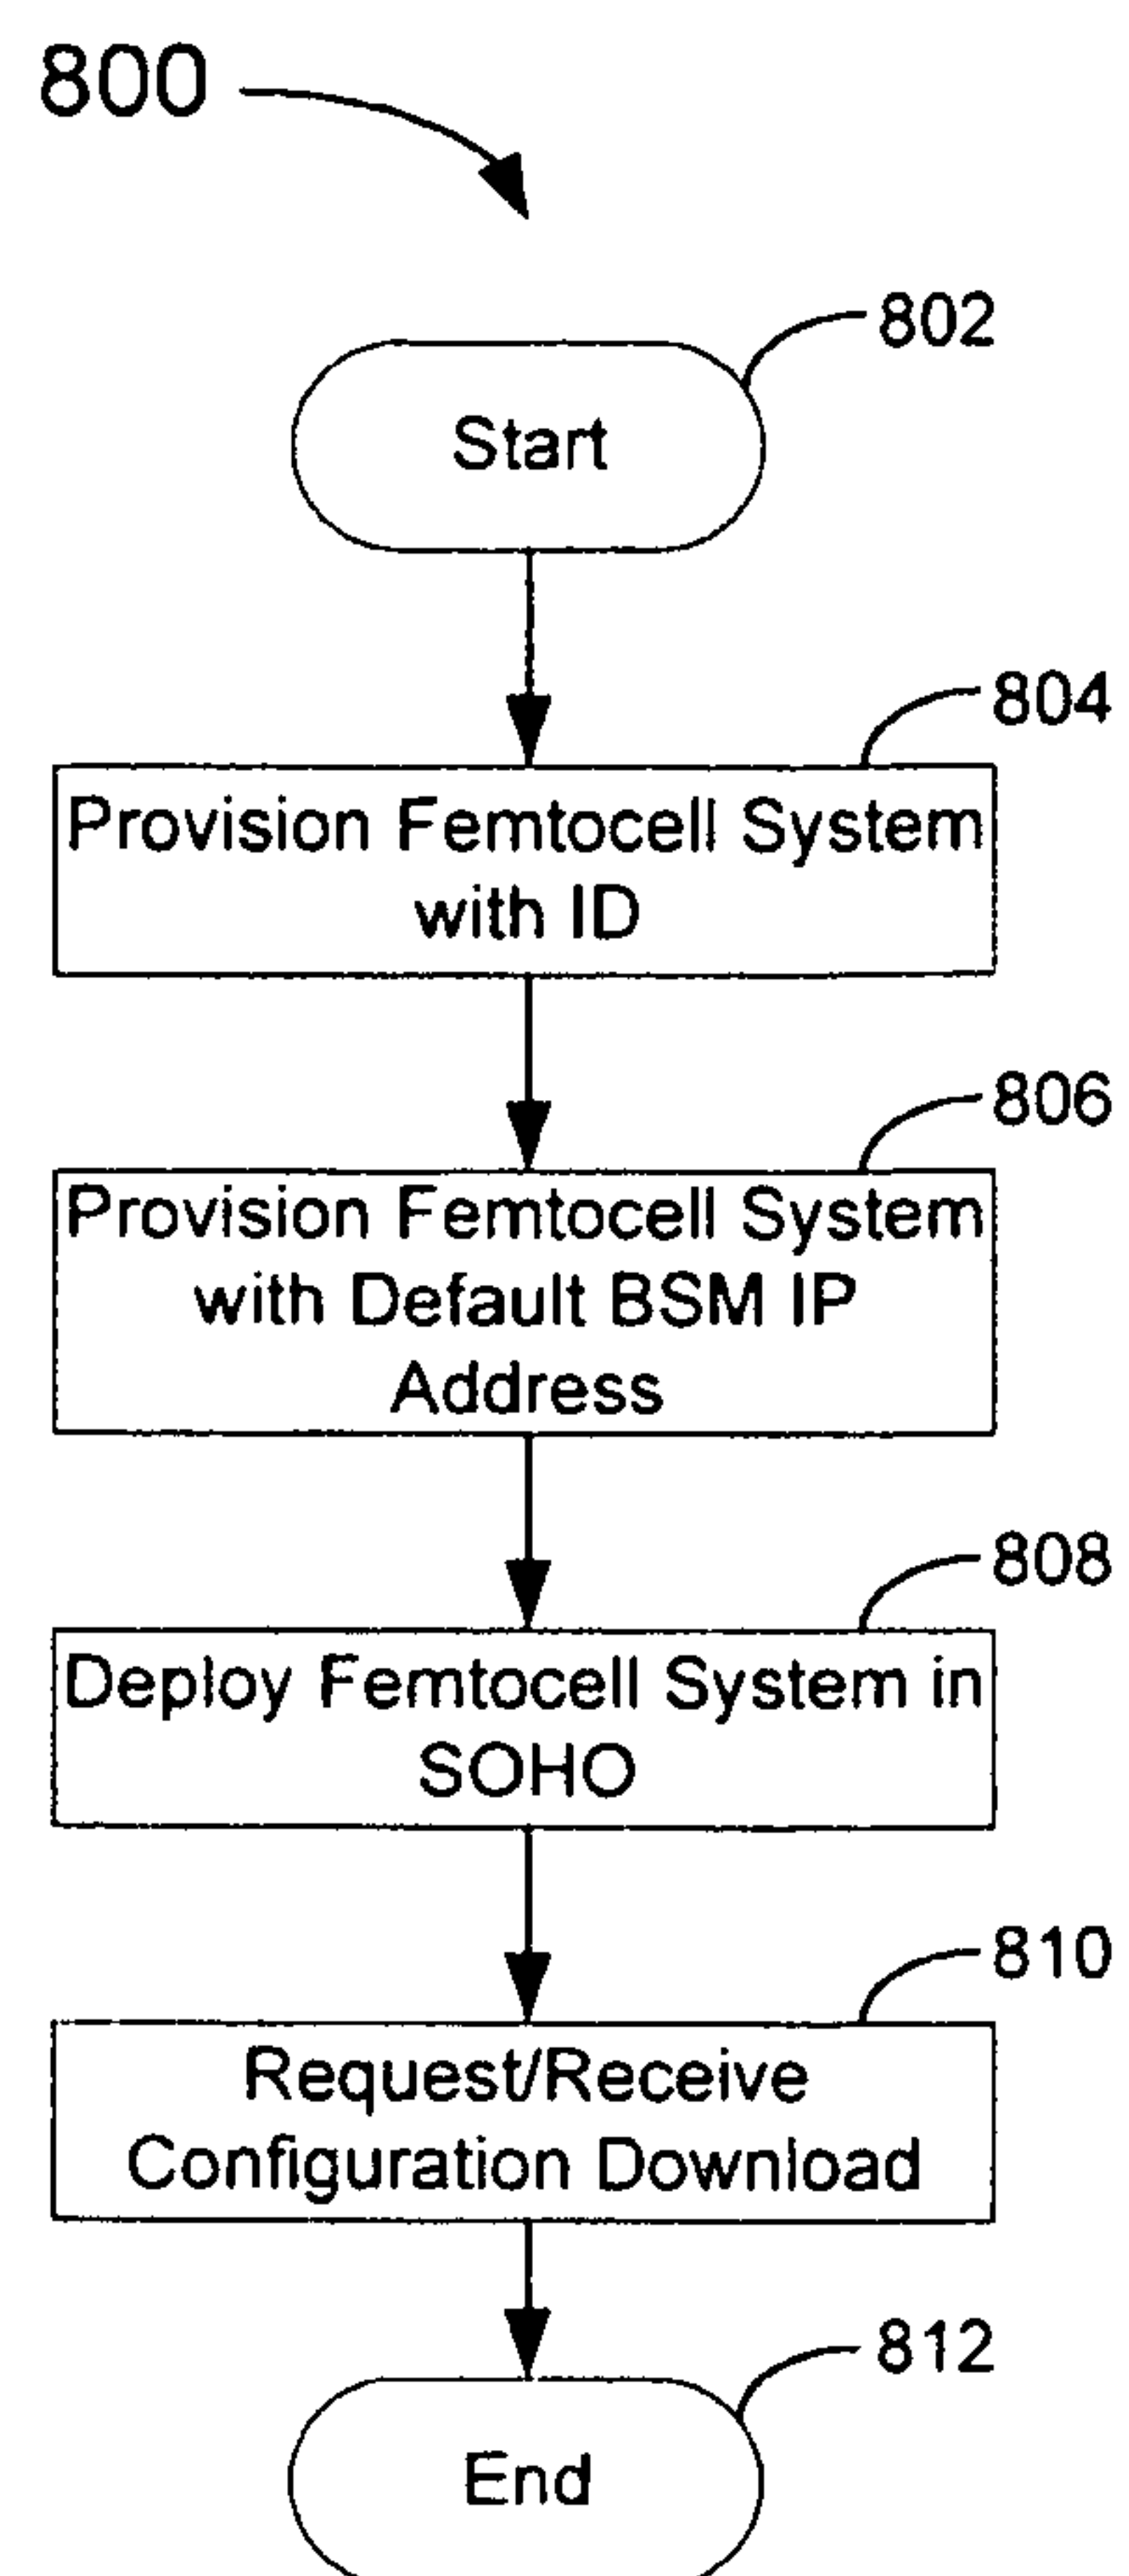 800
802
Start
804
Provision Femtocell System
with ID
806
Provision Femtocell System
with Default BSM IP
Address
808
Deploy Femtocell System in
SOHO
810
Request/Receive
Configuration Download
812
End